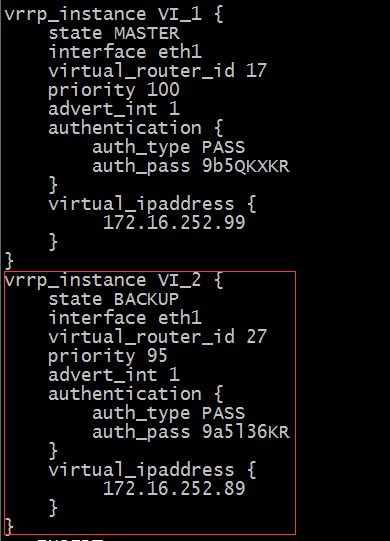 vrrp_instance VI_1 {
    state MASTER
    interface eth1
    virtual_router_id 17
    priority 100
    advert_int 1
    authentication {
        auth_type PASS
        auth_pass 9b5QKXKR
    }
    virtual_ipaddress {
         172.16.252.99
    }
}
vrrp_instance VI_2 {
    state BACKUP
    interface eth1
    virtual_router_id 27
    priority 95
    advert_int 1
    authentication {
        auth_type PASS
        auth_pass 9a5l36KR
    }
    virtual_ipaddress {
         172.16.252.89
    }
}